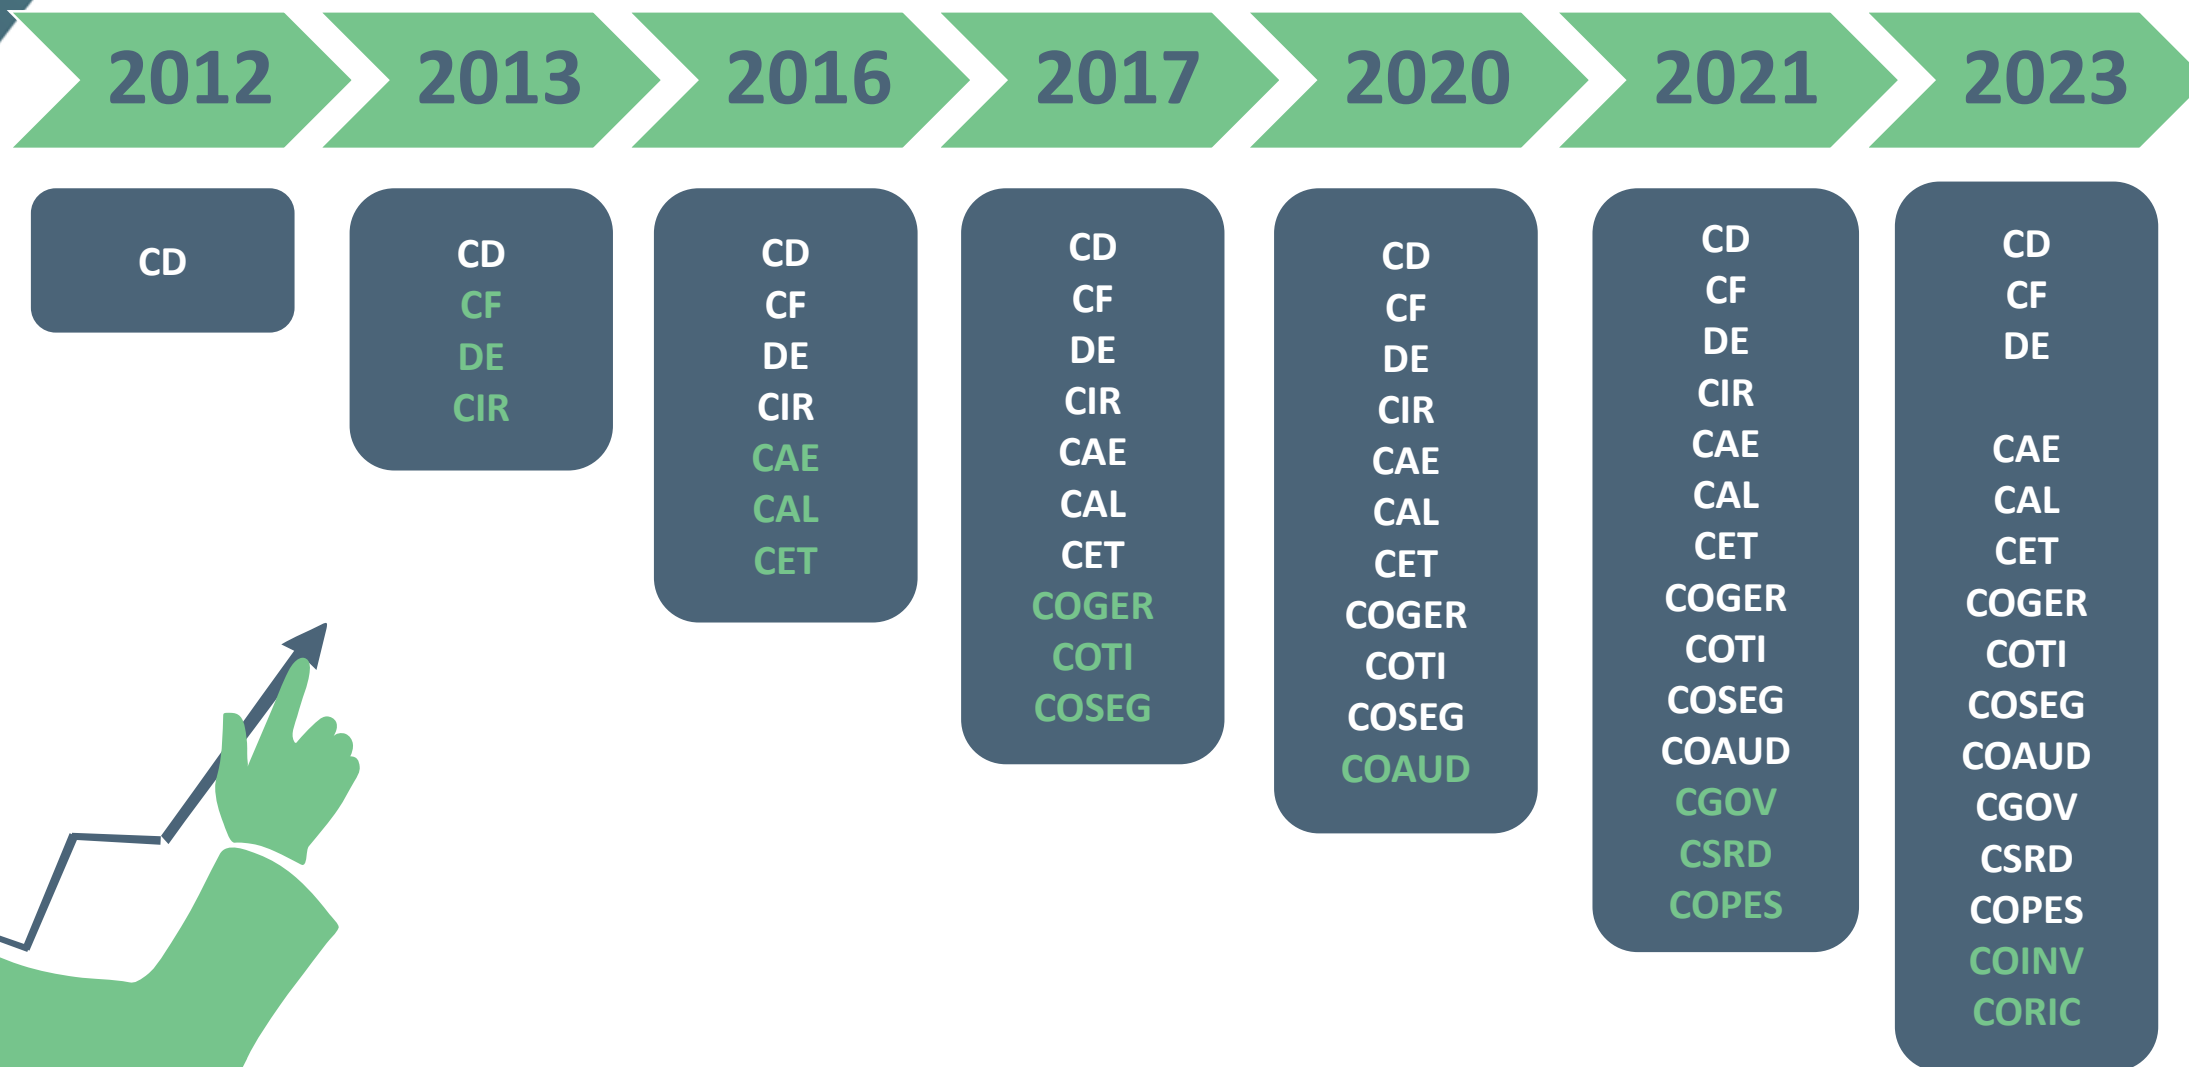 2012
2013
2016
2017
2020
2021
2023
CD
CD
CF
DE
CIR
CD
CF
DE
CIR
CAE
CAL
CET
CD
CF
DE
CIR
CAE
CAL
CET
COGER
COTI
COSEG
CD
CF
DE
CIR
CAE
CAL
CET
COGER
COTI
COSEG
COAUD
CD
CF
DE
CIR
CAE
CAL
CET
COGER
COTI
COSEG
COAUD
CGOV
CSRD
COPES
CD
CF
DE
CAE
CAL
CET
COGER
COTI
COSEG
COAUD
CGOV
CSRD
COPES
COINV
CORIC